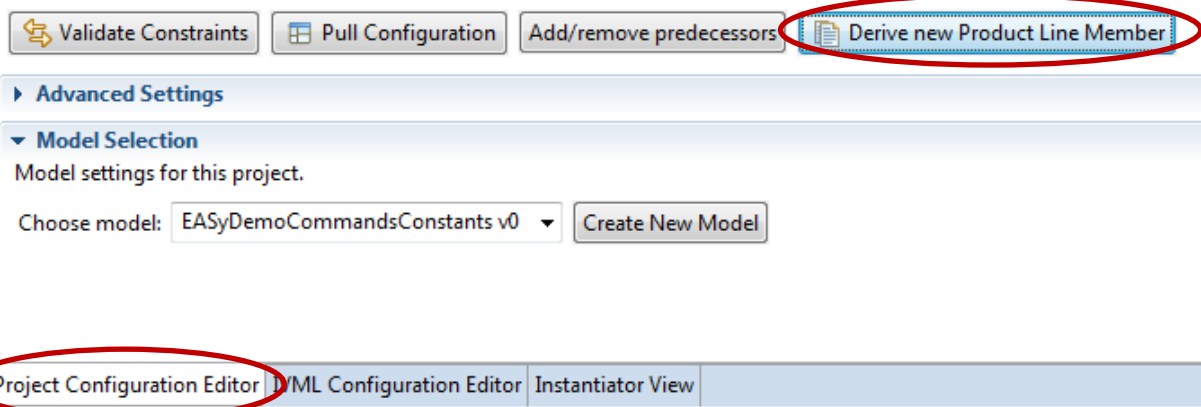 Validate Constraints Pull Configuration Add/remove predecessors Derive new Product Line Member
Advanced Settings
Model Selection
Model settings for this project.
Choose model: EASyDemoCommandsConstants v0 Create New Model
Project Configuration Editor IVML Configuration Editor Instantiator View